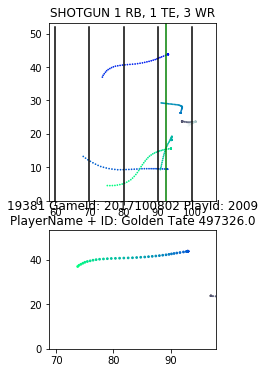 SHOTGUN 1 RB, 1 TE, 3 WR
50
40
30
20
10
0
60 70 80 90 100
19381 GameId: 2017100802 PlayId: 2009
PlayerName + ID: Golden Tate 497326.0
40
20
0
70 80 90